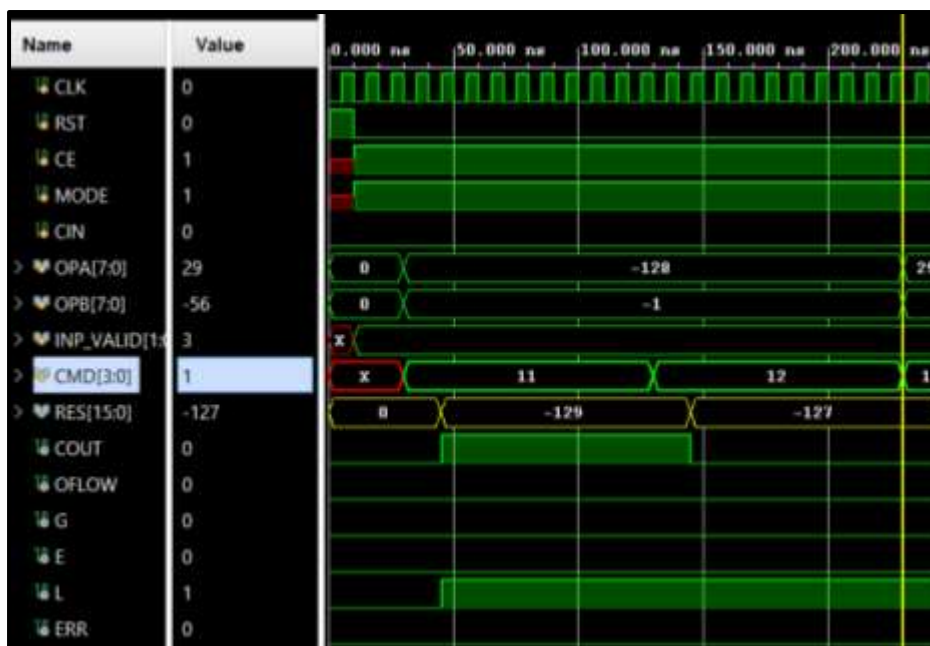 Name Value 0.000 ns 50.000 ns 100.000 ns 150.000 ns 200.000 ns
CLK 0
RST 0
CE 1
MODE 1
CIN 0
OPA[7:0] 29 0 -128 29
OPB[7:0] -56 0 -1
INP_VALID[1:0 3 X
CMD[3:0] 1 X 11 12 1
RES[15:0] -127 0 -129 -127
COUT 0
OFLOW 0
G 0
E 0
L 1
ERR 0